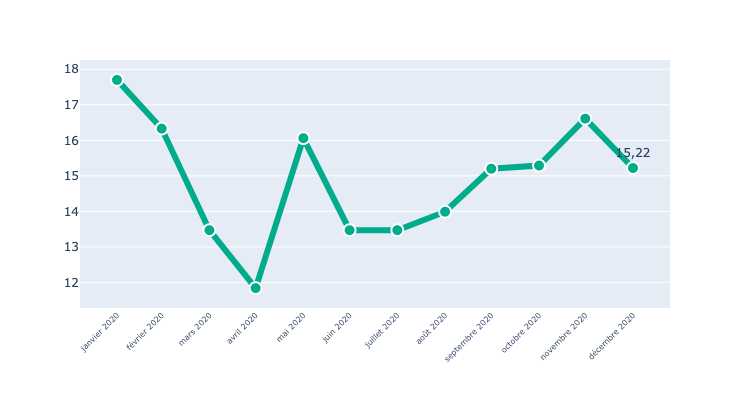 18
17
16
15
14
13
12
15,22
janvier 2020
février 2020
mars 2020
avril 2020
mai 2020
juin 2020
juillet 2020
août 2020
septembre 2020
octobre 2020
novembre 2020
décembre 2020